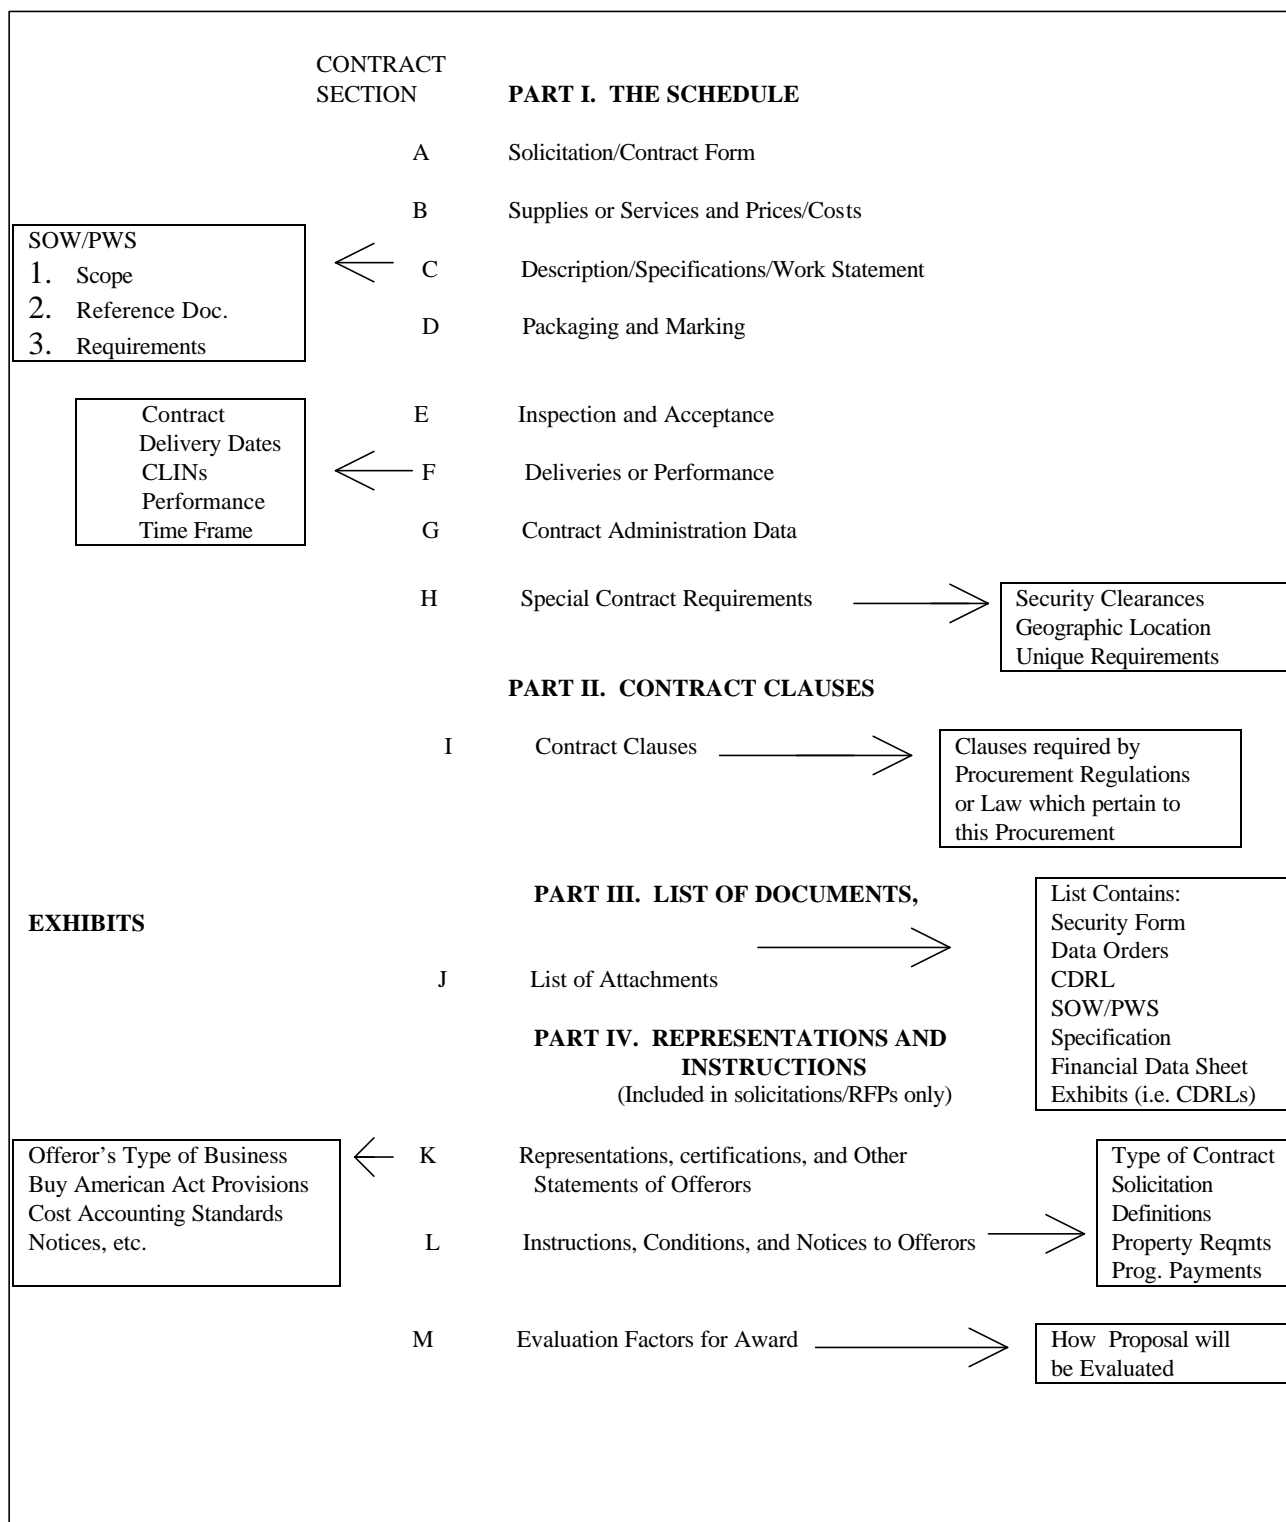 CONTRACT
SECTION PART I. THE SCHEDULE
A Solicitation/Contract Form
B Supplies or Services and Prices/Costs
SOW/PWS
1. Scope
2. Reference Doc.
3. Requirements
C Description/Specifications/Work Statement
D Packaging and Marking
E Inspection and Acceptance
Contract
Delivery Dates
CLINs
Performance
Time Frame
F Deliveries or Performance
G Contract Administration Data
H Special Contract Requirements
Security Clearances
Geographic Location
Unique Requirements
PART II. CONTRACT CLAUSES
I Contract Clauses
Clauses required by
Procurement Regulations
or Law which pertain to
this Procurement
PART III. LIST OF DOCUMENTS,
EXHIBITS
J List of Attachments
List Contains:
Security Form
Data Orders
CDRL
SOW/PWS
Specification
Financial Data Sheet
Exhibits (i.e. CDRLs)
PART IV. REPRESENTATIONS AND
INSTRUCTIONS
(Included in solicitations/RFPs only)
Offeror's Type of Business
Buy American Act Provisions
Cost Accounting Standards
Notices, etc.
K Representations, certifications, and Other
Statements of Offerors
L Instructions, Conditions, and Notices to Offerors
Type of Contract
Solicitation
Definitions
Property Reqmts
Prog. Payments
M Evaluation Factors for Award
How Proposal will
be Evaluated